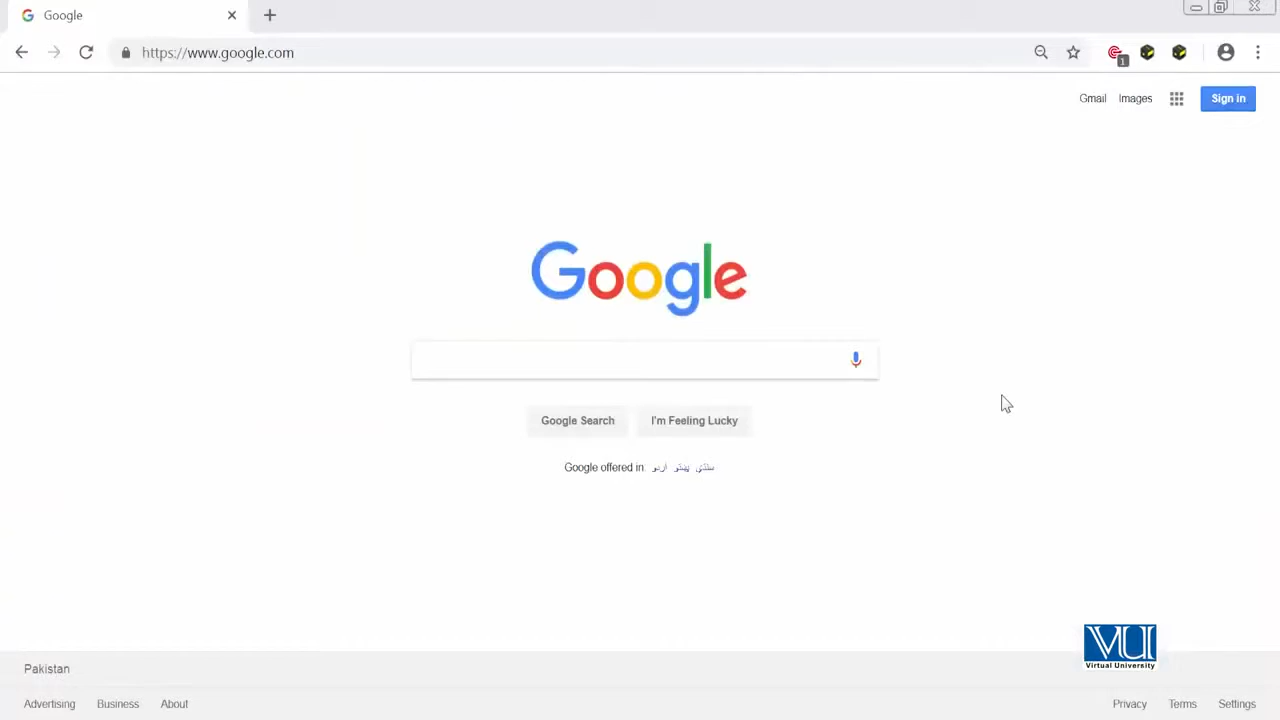 Google
https://www.google.com
1
Gmail Images Sign in
Google
Google Search I'm Feeling Lucky
Google offered in: اردو پښتو سنڌي
VU
Virtual University
Pakistan
Advertising Business About Privacy Terms Settings